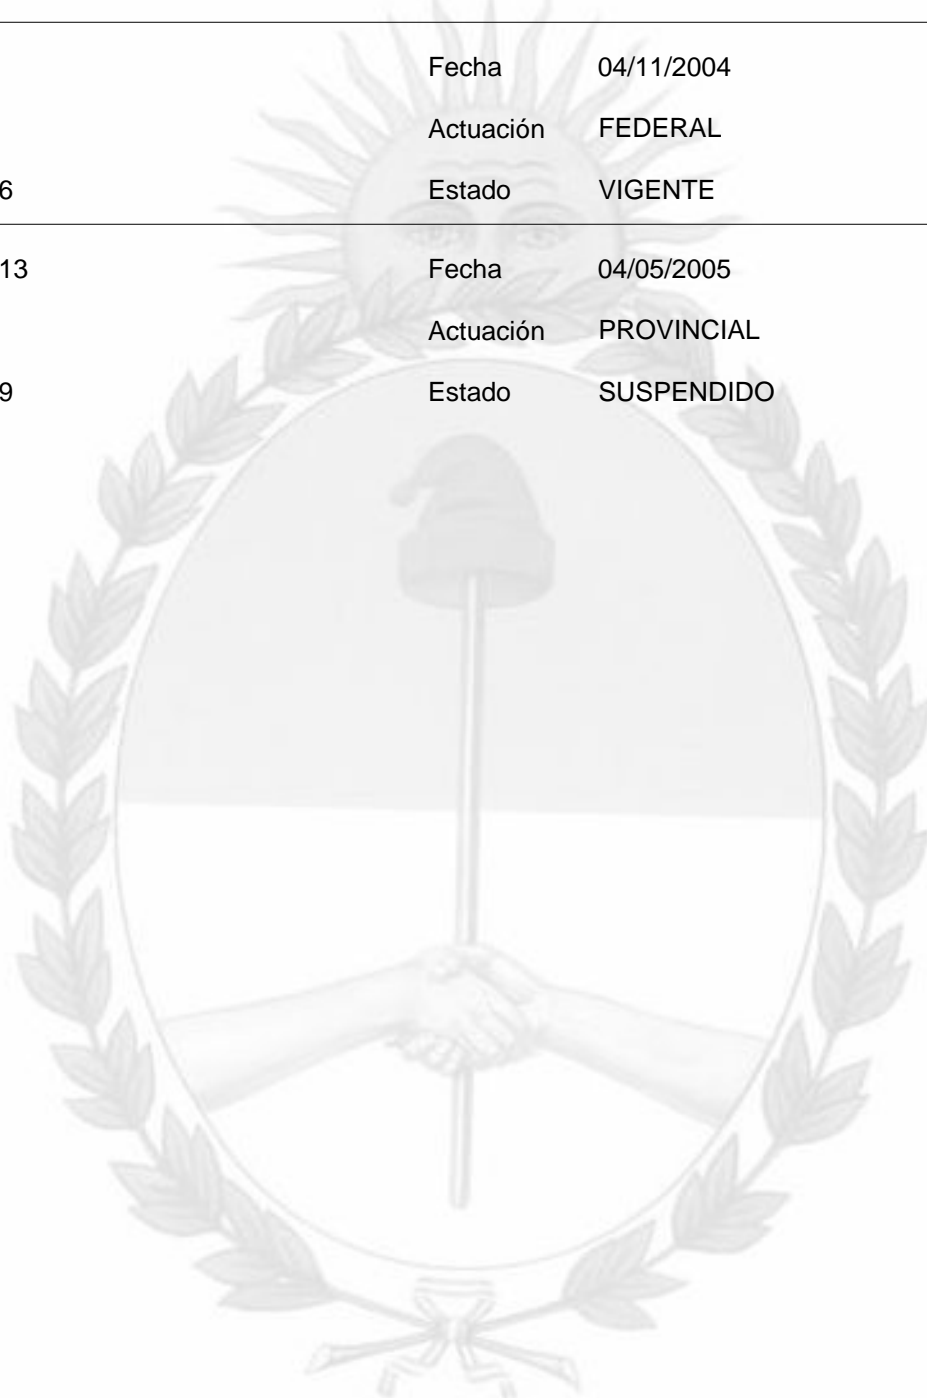 Fecha 04/11/2004
Actuación FEDERAL
6 Estado VIGENTE
13 Fecha 04/05/2005
Actuación PROVINCIAL
9 Estado SUSPENDIDO